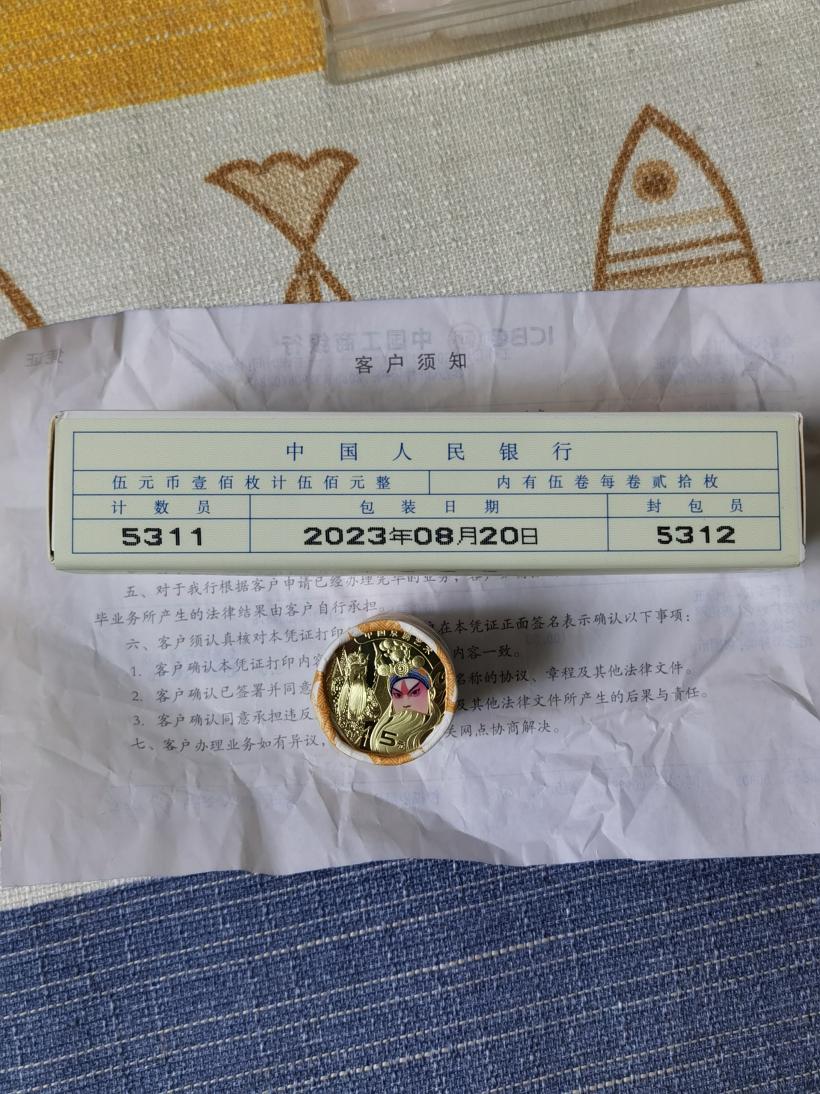 客户须知
中国人民银行
伍元币壹佰枚计伍佰元整 内有伍卷每卷贰拾枚
计数员 包装日期 封包员
5311 2023年08月20日 5312
五、对于我行根据客户申请已经办理完毕的业务，客户
毕业务所产生的法律结果由客户自行承担。
六、客户须认真核对本凭证打印 在本凭证正面签名表示确认以下事项：
1. 客户确认本凭证打印内容 内容一致。
2. 客户确认已签署并同意 名称的协议、章程及其他法律文件。
3. 客户确认同意承担违反 及其他法律文件所产生的后果与责任。
七、客户办理业务如有异议， 关网点协商解决。
5